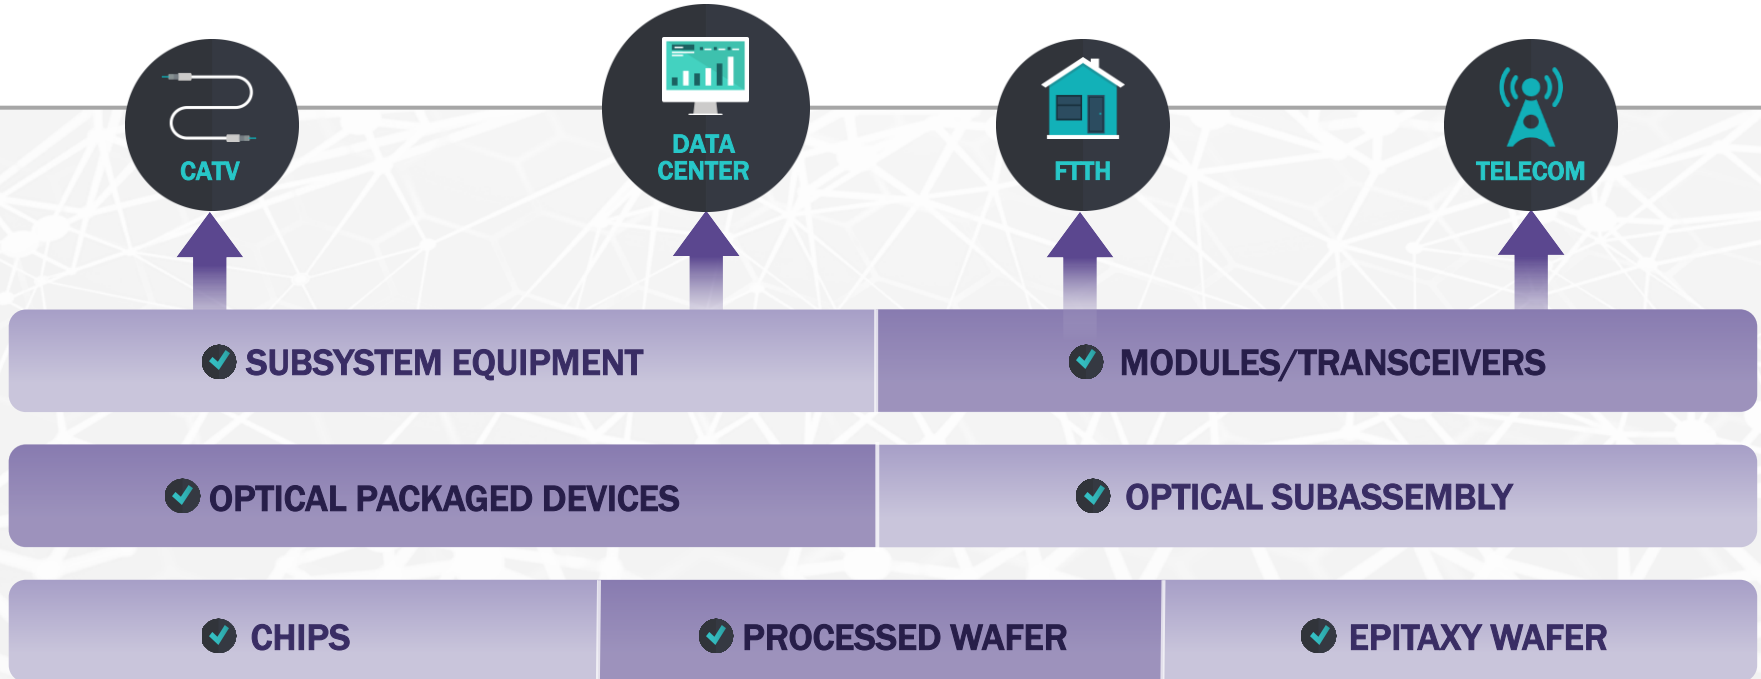 CATV
DATA
CENTER
FTTH
TELECOM
SUBSYSTEM EQUIPMENT
MODULES/TRANSCEIVERS
OPTICAL PACKAGED DEVICES
OPTICAL SUBASSEMBLY
CHIPS
PROCESSED WAFER
EPITAXY WAFER